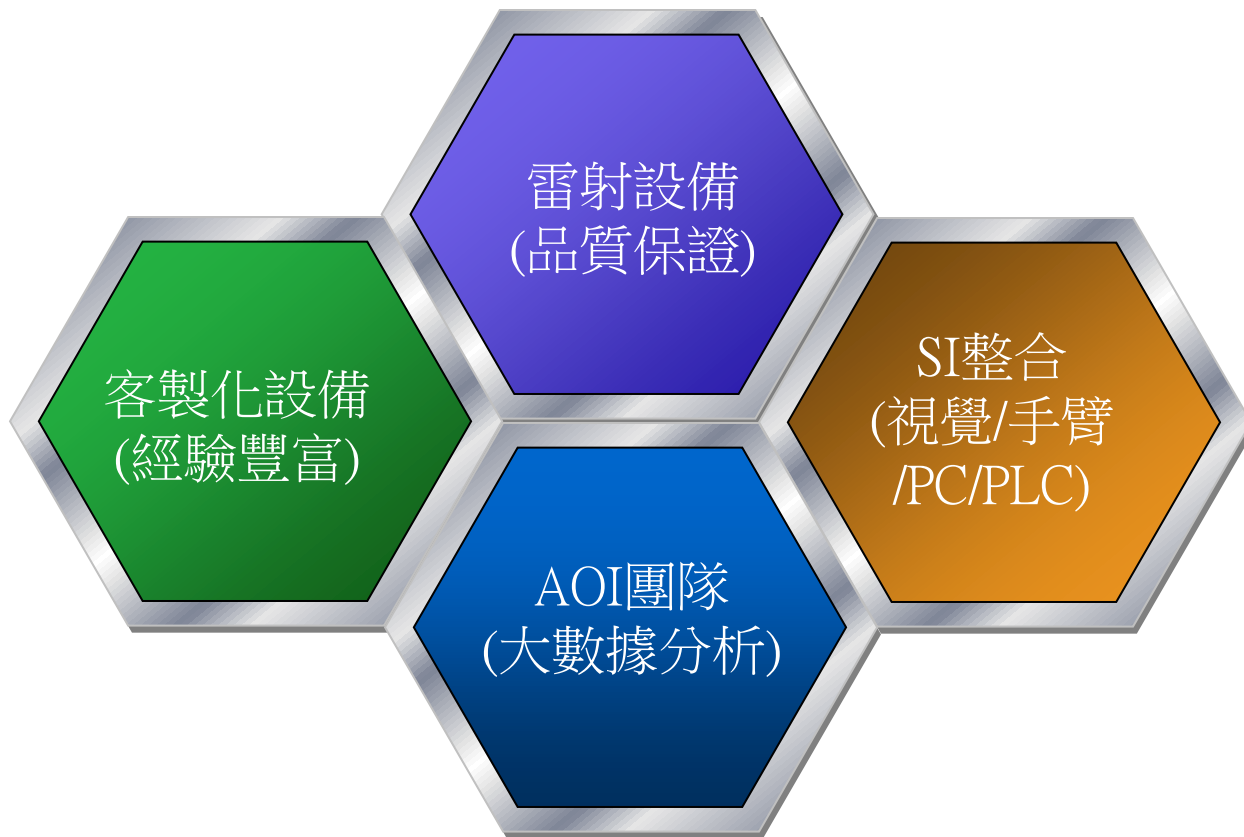 雷射設備
(品質保證)
客製化設備
(經驗豐富)
SI整合
(視覺/手臂
/PC/PLC)
AOI團隊
(大數據分析)